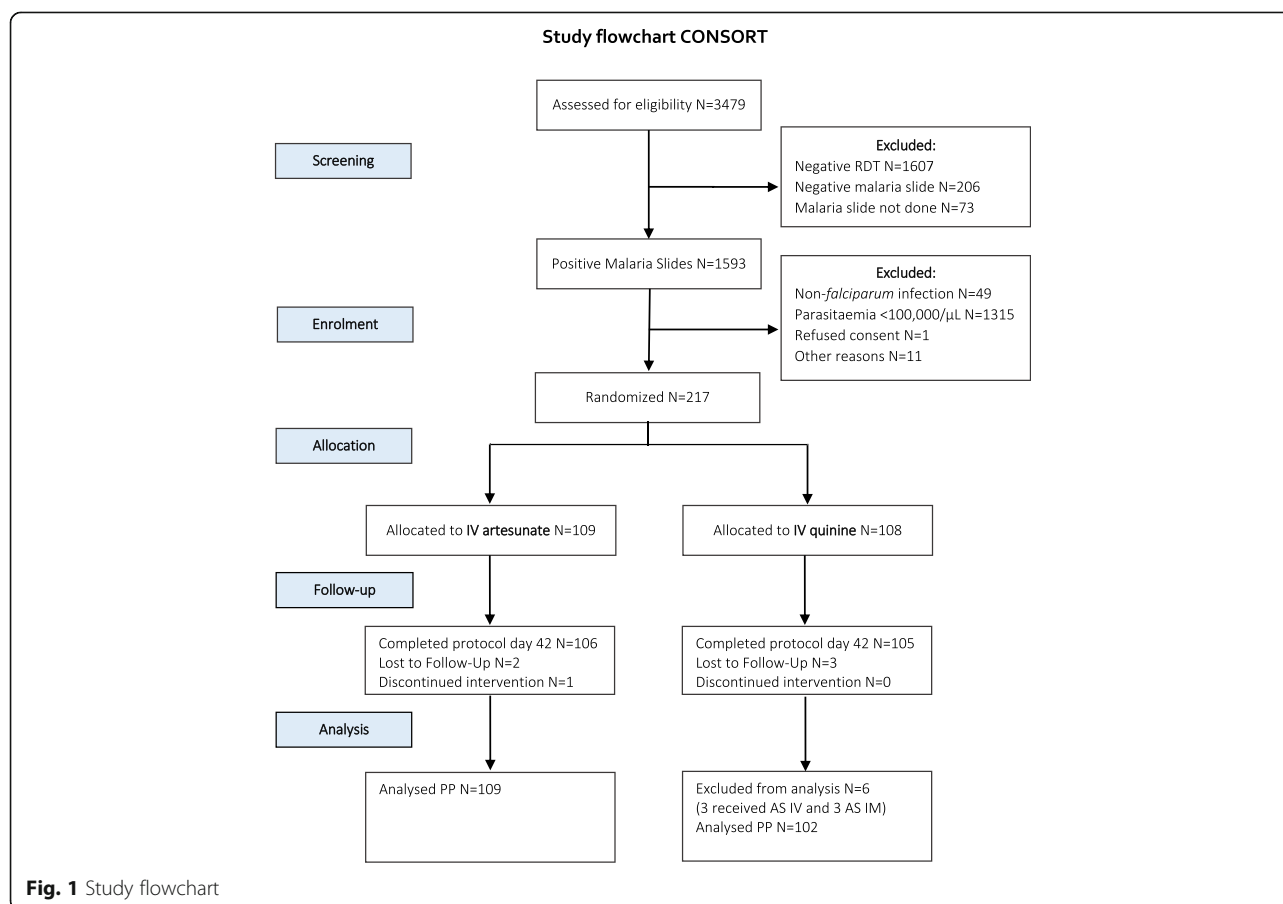 Study flowchart CONSORT
Assessed for eligibility N=3479
Screening
Excluded:
Negative RDT N=1607
Negative malaria slide N=206
Malaria slide not done N=73
Positive Malaria Slides N=1593
Excluded:
Non-falciparum infection N=49
Parasitaemia <100,000/µL N=1315
Refused consent N=1
Other reasons N=11
Enrolment
Randomized N=217
Allocation
Allocated to IV artesunate N=109
Allocated to IV quinine N=108
Follow-up
Completed protocol day 42 N=106
Lost to Follow-Up N=2
Discontinued intervention N=1
Completed protocol day 42 N=105
Lost to Follow-Up N=3
Discontinued intervention N=0
Analysis
Analysed PP N=109
Excluded from analysis N=6
(3 received AS IV and 3 AS IM)
Analysed PP N=102
Fig. 1 Study flowchart